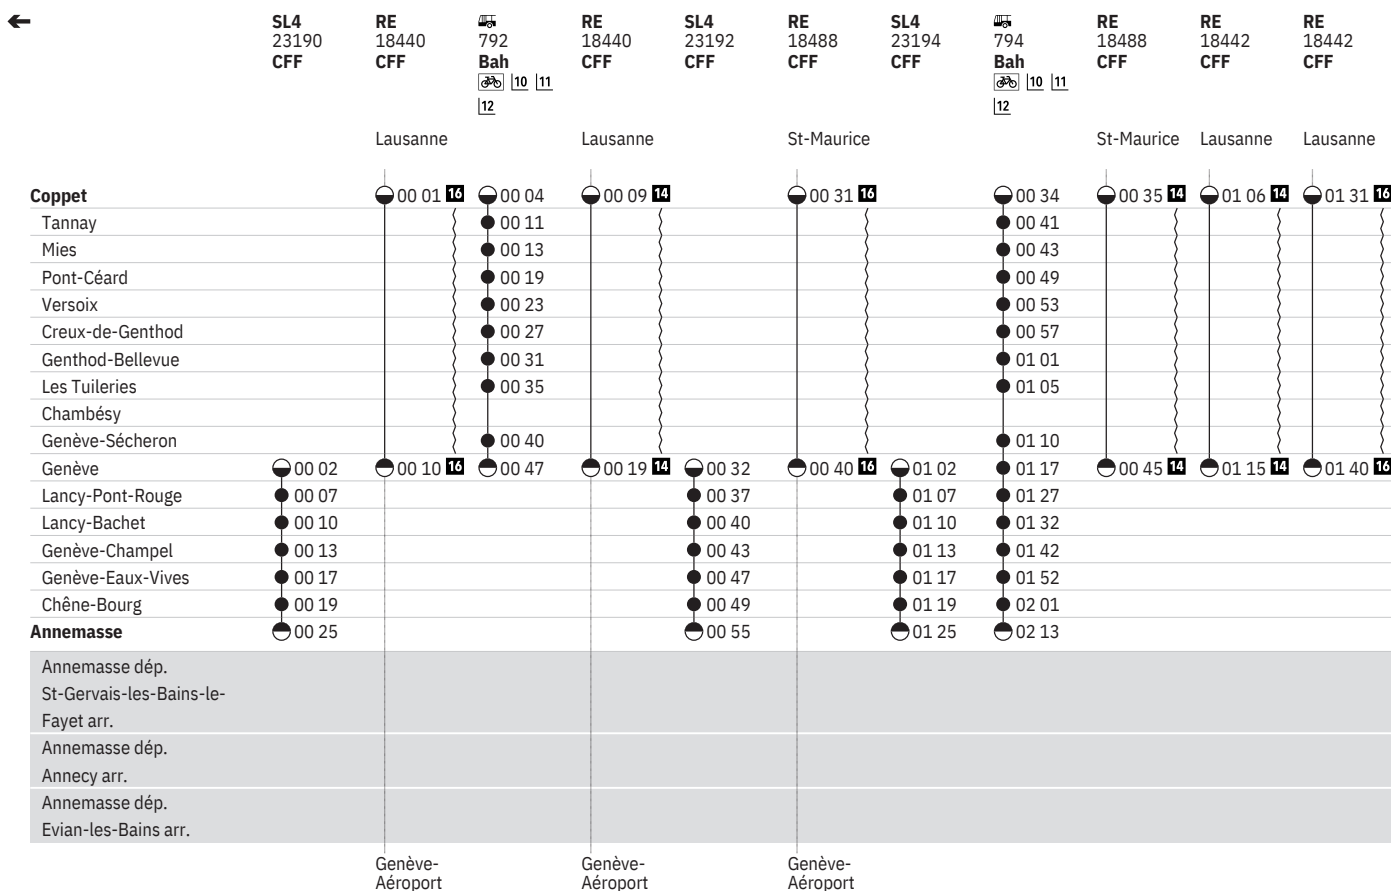 SL4 RE RE SL4 RE SL4 RE RE RE
23190 18440 792 18440 23192 18488 23194 794 18488 18442 18442
CFF CFF Bah CFF CFF CFF CFF Bah CFF CFF CFF
10 11 10 11
12 12
Lausanne Lausanne St-Maurice St-Maurice Lausanne Lausanne
Coppet 00 01 16 00 04 00 09 14 00 31 16 00 34 00 35 14 01 06 14 01 31 16
Tannay 00 11 00 41
Mies 00 13 00 43
Pont-Céard 00 19 00 49
Versoix 00 23 00 53
Creux-de-Genthod 00 27 00 57
Genthod-Bellevue 00 31 01 01
Les Tuileries 00 35 01 05
Chambésy
Genève-Sécheron 00 40 01 10
Genève 00 02 00 10 16 00 47 00 19 14 00 32 00 40 16 01 02 01 17 00 45 14 01 15 14 01 40 16
Lancy-Pont-Rouge 00 07 00 37 01 07 01 27
Lancy-Bachet 00 10 00 40 01 10 01 32
Genève-Champel 00 13 00 43 01 13 01 42
Genève-Eaux-Vives 00 17 00 47 01 17 01 52
Chêne-Bourg 00 19 00 49 01 19 02 01
Annemasse 00 25 00 55 01 25 02 13
Annemasse dép.
St-Gervais-les-Bains-le-
Fayet arr.
Annemasse dép.
Annecy arr.
Annemasse dép.
Evian-les-Bains arr.
Genève- Genève- Genève-
Aéroport Aéroport Aéroport